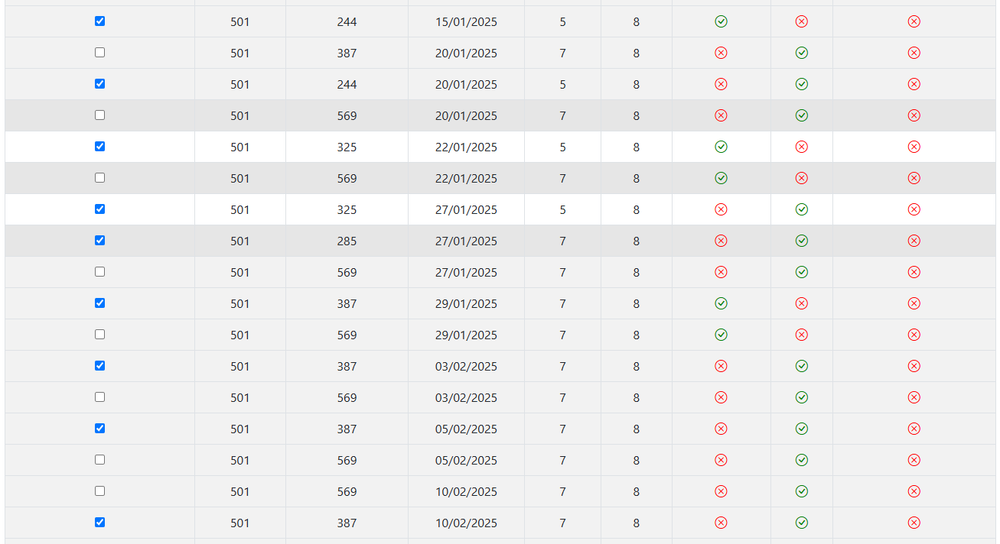 501 244 15/01/2025 5 8
501 387 20/01/2025 7 8
501 244 20/01/2025 5 8
501 569 20/01/2025 7 8
501 325 22/01/2025 5 8
501 569 22/01/2025 7 8
501 325 27/01/2025 5 8
501 285 27/01/2025 7 8
501 569 27/01/2025 7 8
501 387 29/01/2025 7 8
501 569 29/01/2025 7 8
501 387 03/02/2025 7 8
501 569 03/02/2025 7 8
501 387 05/02/2025 7 8
501 569 05/02/2025 7 8
501 569 10/02/2025 7 8
501 387 10/02/2025 7 8